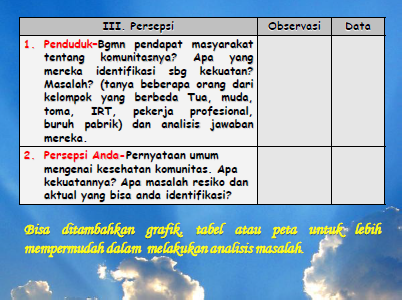 III. Persepsi Observasi Data
1. Penduduk-Bgmn pendapat masyarakat
tentang komunitasnya? Apa yang
mereka identifikasi sbg kekuatan?
Masalah? (tanya beberapa orang dari
kelompok yang berbeda Tua, muda,
toma, IRT, pekerja profesional,
buruh pabrik) dan analisis jawaban
mereka.
2. Persepsi Anda-Pernyataan umum
mengenai kesehatan komunitas. Apa
kekuatannya? Apa masalah resiko dan
aktual yang bisa anda identifikasi?
Bisa ditambahkan grafik, tabel atau peta untuk lebih
mempermudah dalam melakukan analisis masalah.